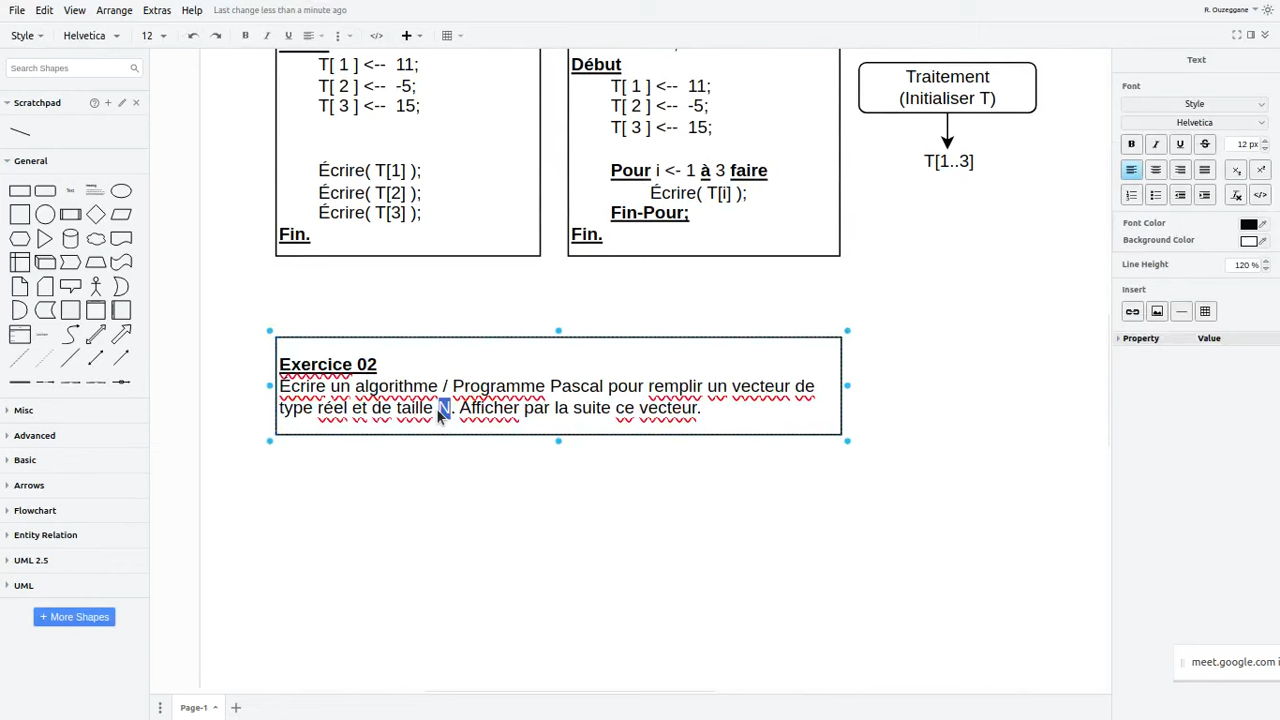 File Edit View Arrange Extras Help Last change less than a minute ago R. Ouzeggane
Style Helvetica 12
Search Shapes
Scratchpad
General
Text
Misc
Advanced
Basic
Arrows
Flowchart
Entity Relation
UML 2.5
UML
+ More Shapes
T[ 1 ] <-- 11;
T[ 2 ] <-- -5;
T[ 3 ] <-- 15;
Écrire( T[1] );
Écrire( T[2] );
Écrire( T[3] );
Fin.
Début
T[ 1 ] <-- 11;
T[ 2 ] <-- -5;
T[ 3 ] <-- 15;
Pour i <- 1 à 3 faire
Écrire( T[i] );
Fin-Pour;
Fin.
Traitement
(Initialiser T)
T[1..3]
Exercice 02
Écrire un algorithme / Programme Pascal pour remplir un vecteur de
type réel et de taille N. Afficher par la suite ce vecteur.
Text
Font
Style
Helvetica
B I U S 12 px
Font Color
Background Color
Line Height 120 %
Insert
Property Value
meet.google.com i
Page-1